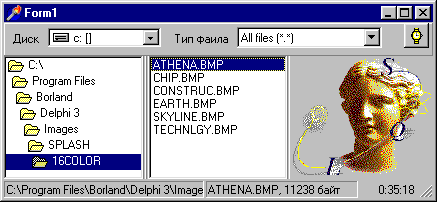 Form1
Диск
c: []
Тип файла
All files (*.*)
C:\
Program Files
Borland
Delphi 3
Images
SPLASH
16COLOR
ATHENA.BMP
CHIP.BMP
CONSTRUC.BMP
EARTH.BMP
SKYLINE.BMP
TECHNLGY.BMP
S
Q
L
C:\Program Files\Borland\Delphi 3\Image
ATHENA.BMP, 11238 байт
0:35:18